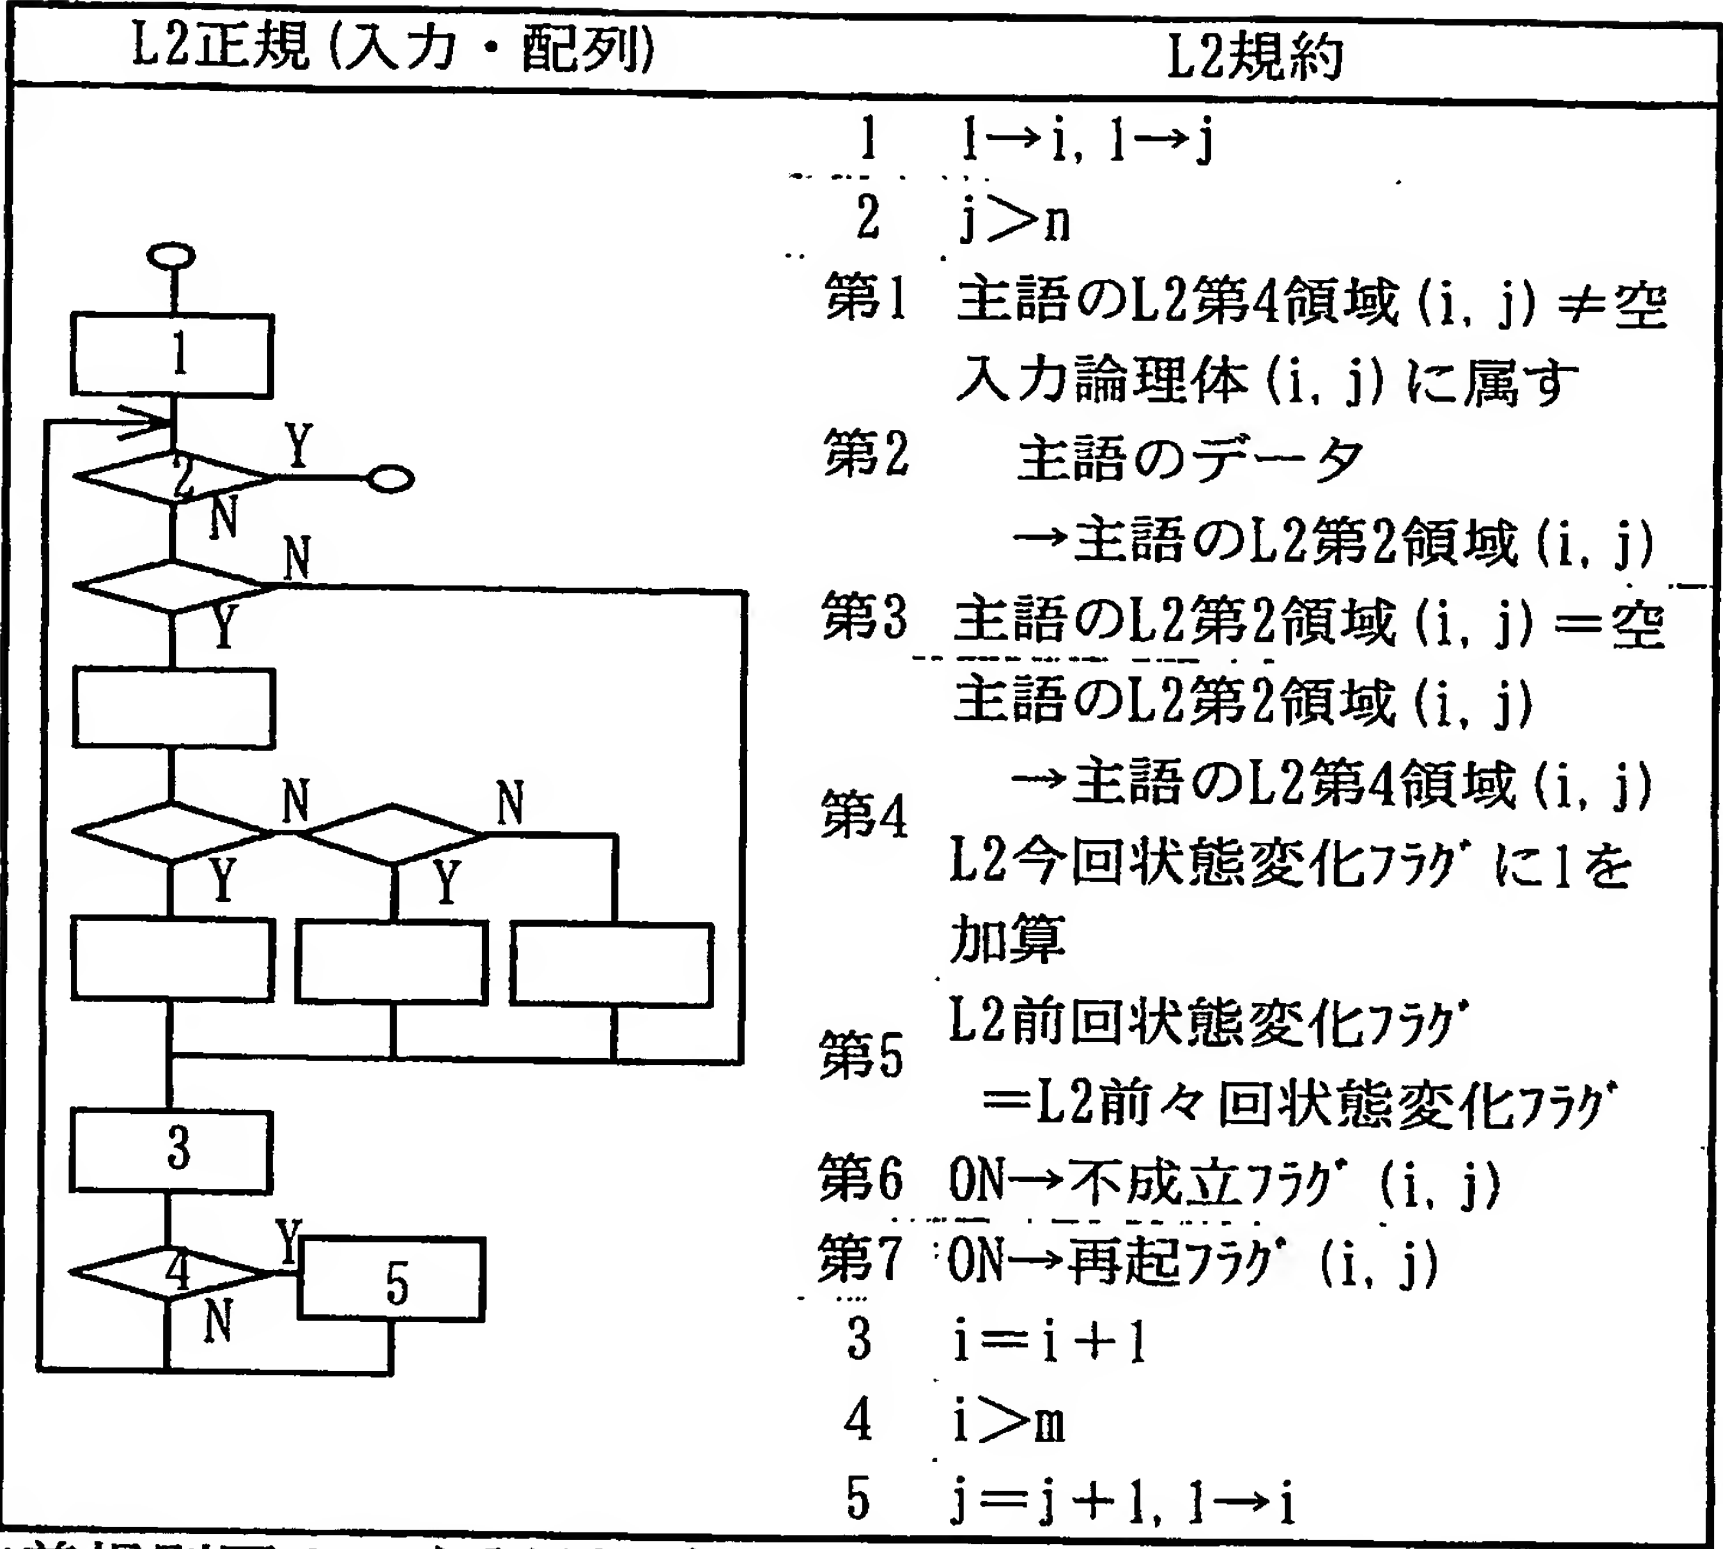 L2正規(入力・配列)
L2規約
1
2
Y
N
N
Y
N
N
Y
Y
3
4
Y
5
N
1 1→i, 1→j
2 j>n
第1 主語のL2第4領域(i, j)≠空
入力論理体(i, j)に属す
第2 主語のデータ
→主語のL2第2領域(i, j)
第3 主語のL2第2領域(i, j)=空
主語のL2第2領域(i, j)
第4 →主語のL2第4領域(i, j)
L2今回状態変化ﾌﾗｸﾞに1を
加算
第5 L2前回状態変化ﾌﾗｸﾞ
=L2前々回状態変化ﾌﾗｸﾞ
第6 ON→不成立ﾌﾗｸﾞ(i, j)
第7 ON→再起ﾌﾗｸﾞ(i, j)
3 i=i+1
4 i>m
5 j=j+1, 1→i